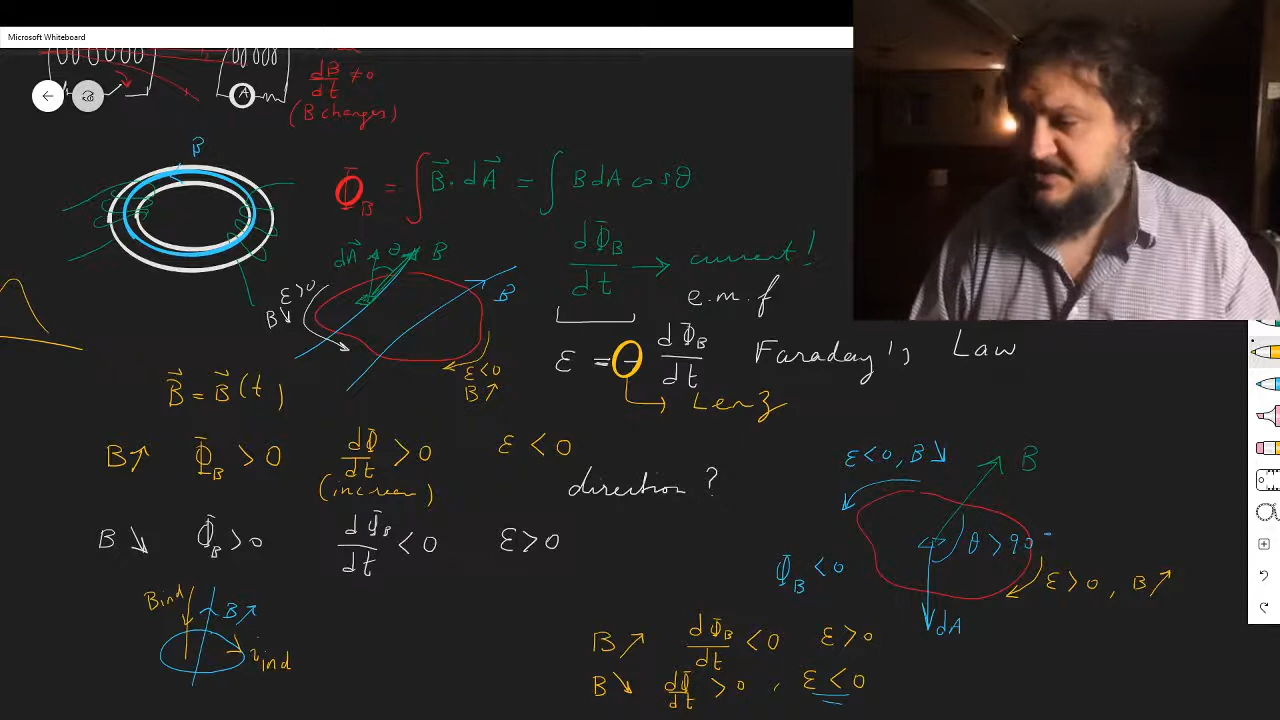 Microsoft Whiteboard
A
dB/dt ≠ 0
(B changes)
B
Φ_B = ∫ B⃗ · dA⃗ = ∫ B dA cosθ
dA⃗ θ B
dΦ_B/dt → current!
e.m.f
ε>0
B↘
B
ε = − dΦ_B/dt Faraday's Law
ε<0
B↗
Lenz
B⃗ = B⃗(t)
B↗ Φ_B > 0 dΦ/dt > 0 ε < 0
(increases)
direction?
B↘ Φ_B > 0 dΦ_B/dt < 0 ε > 0
ε<0, B↘
B
θ > 90°
Φ_B < 0
ε>0, B↗
dA
B_ind B↗
i_ind
B↗ dΦ_B/dt < 0 ε>0
B↘ dΦ/dt > 0, ε < 0